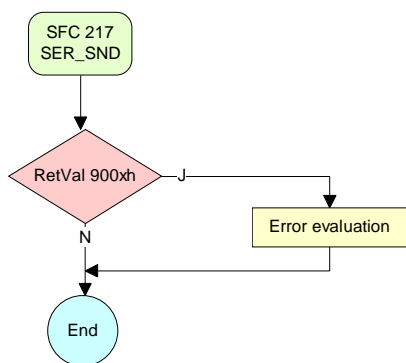 SFC 217
SER_SND
RetVal 900xh
J
Error evaluation
N
End